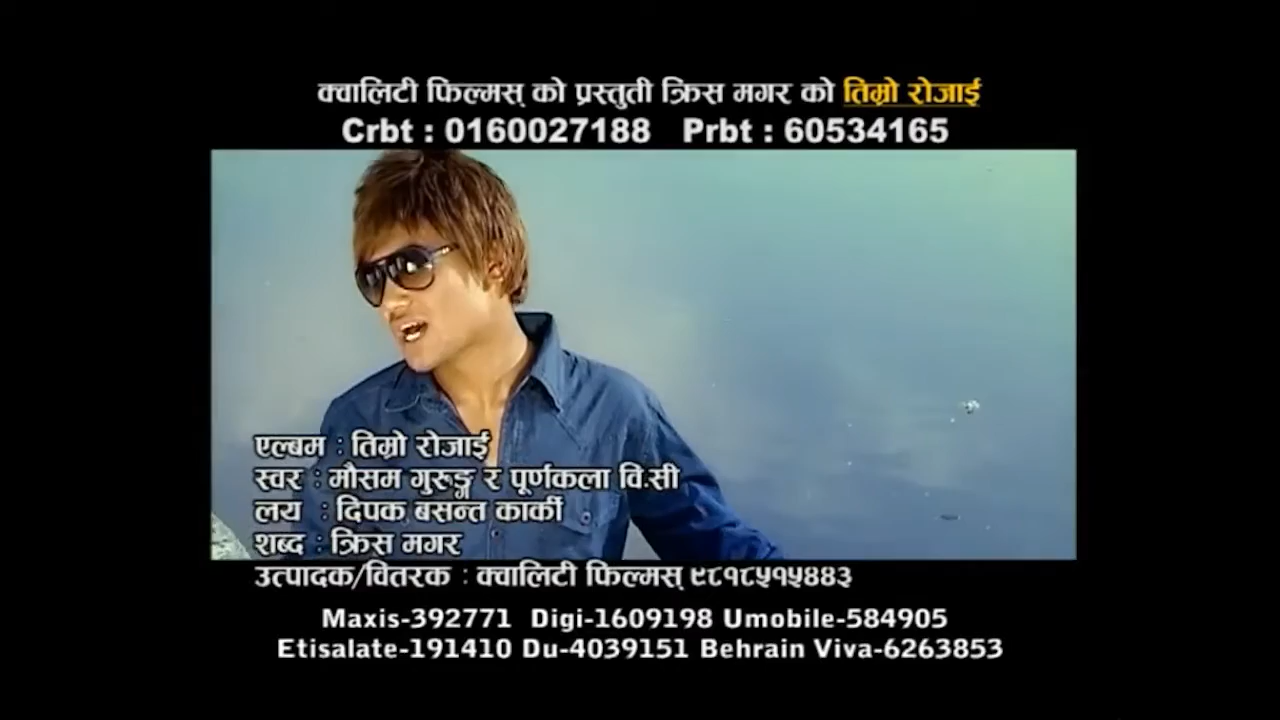 क्वालिटी फिल्मस् को प्रस्तुती क्रिस मगर को तिम्रो रोजाई
Crbt : 0160027188 Prbt : 60534165
एल्बम : तिम्रो रोजाई
स्वर : मौसम गुरुङ्ग र पूर्णकला वि.सी
लय : दिपक बसन्त कार्की
शब्द : क्रिस मगर
उत्पादक/वितरक : क्वालिटी फिल्मस् ९८१८५१५४४३
Maxis-392771 Digi-1609198 Umobile-584905
Etisalate-191410 Du-4039151 Behrain Viva-6263853